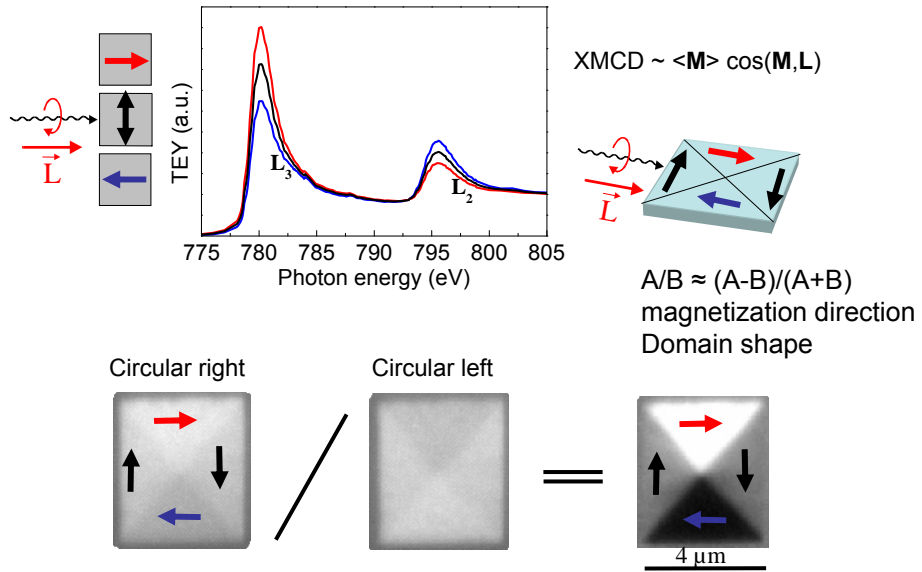 L
TEY (a.u.)
L3
L2
775 780 785 790 795 800 805
Photon energy (eV)
XMCD ~ <M> cos(M,L)
L
A/B ≈ (A-B)/(A+B)
magnetization direction
Domain shape
Circular right
Circular left
4 µm